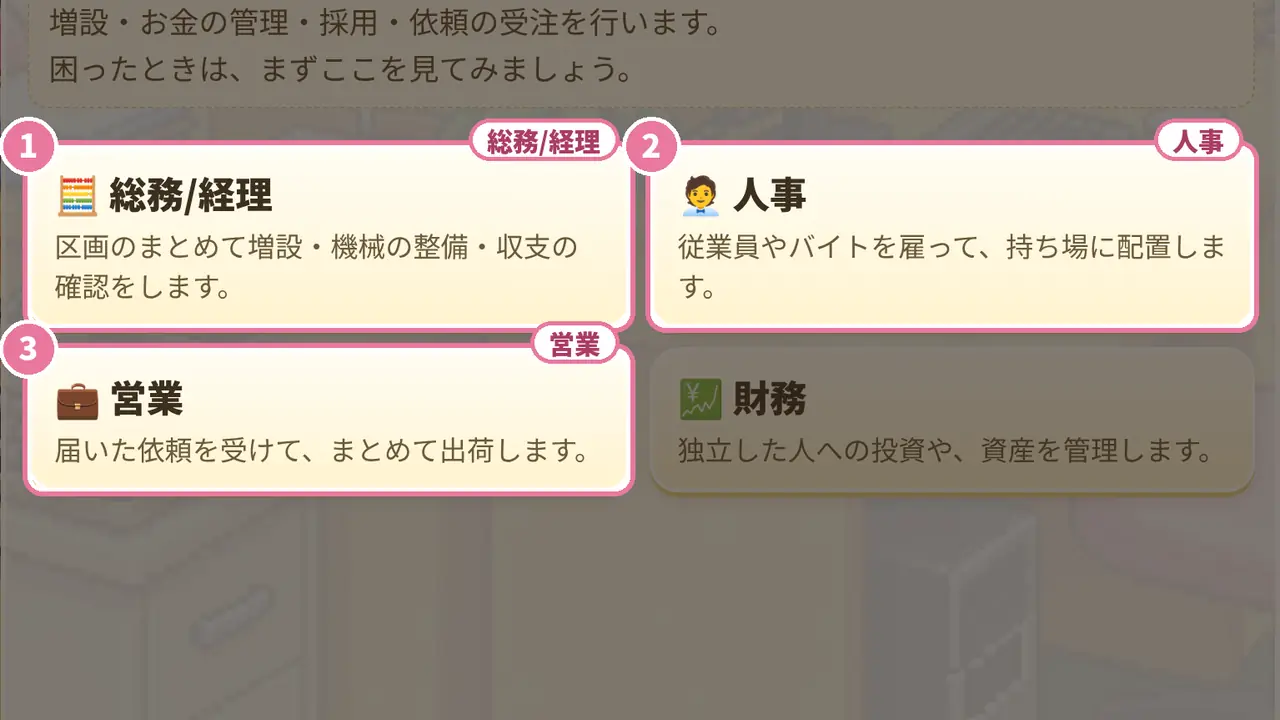 増設・お金の管理・採用・依頼の受注を行います。
困ったときは、まずここを見てみましょう。
1
総務/経理
🧮 総務/経理
区画のまとめて増設・機械の整備・収支の
確認をします。
2
人事
人事
従業員やバイトを雇って、持ち場に配置しま
す。
3
営業
営業
届いた依頼を受けて、まとめて出荷します。
財務
独立した人への投資や、資産を管理します。